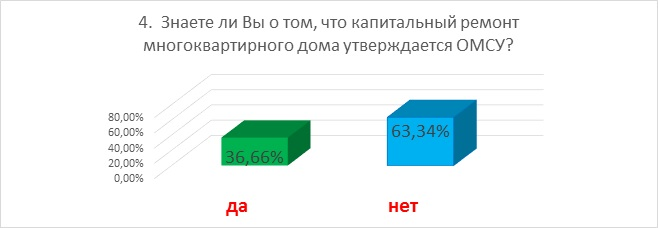 4. Знаете ли Вы о том, что капитальный ремонт
многоквартирного дома утверждается ОМСУ?
80,00%
60,00%
40,00%
20,00%
0,00%
36,66%
63,34%
да
нет